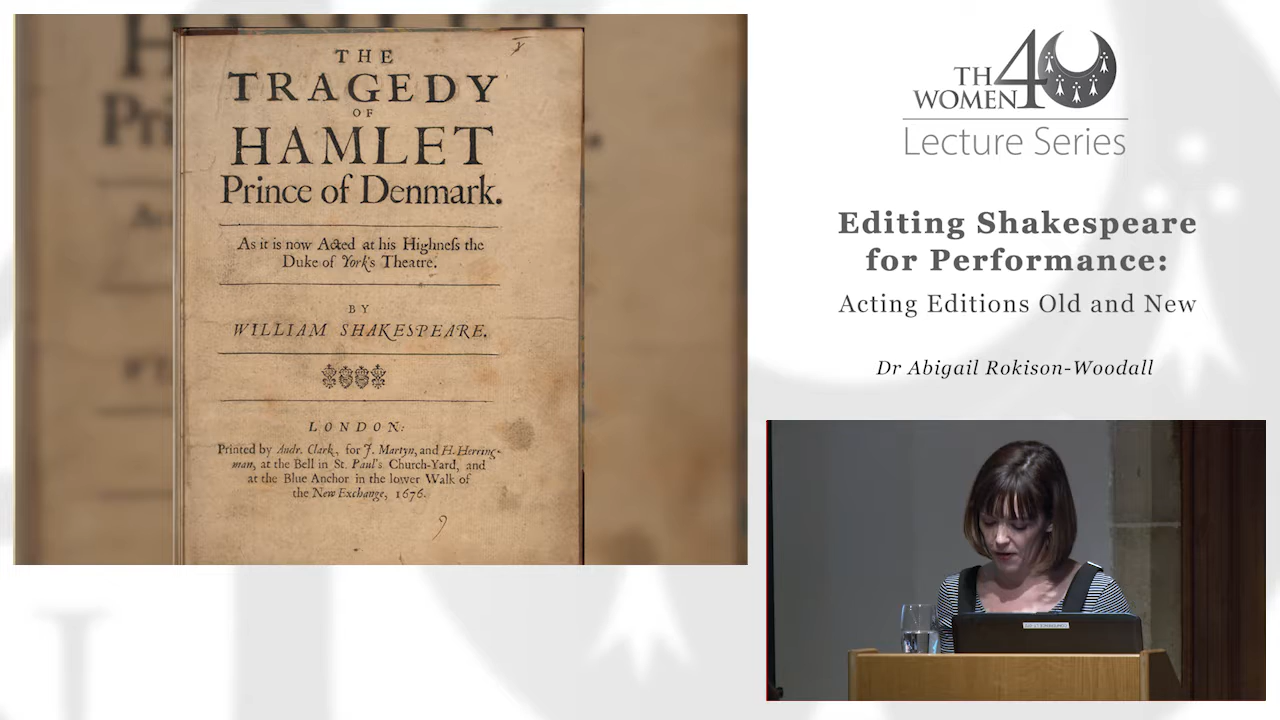 THE
TRAGEDY
OF
HAMLET
Prince of Denmark.
As it is now Acted at his Highneſs the
Duke of York's Theatre.
BY
WILLIAM SHAKESPEARE.
LONDON:
Printed by Andr. Clark, for J. Martyn, and H. Herring-
man, at the Bell in St. Paul's Church-Yard, and
at the Blue Anchor in the lower Walk of
the New Exchange, 1676.
TH
WOMEN40
Lecture Series
Editing Shakespeare
for Performance:
Acting Editions Old and New
Dr Abigail Rokison-Woodall